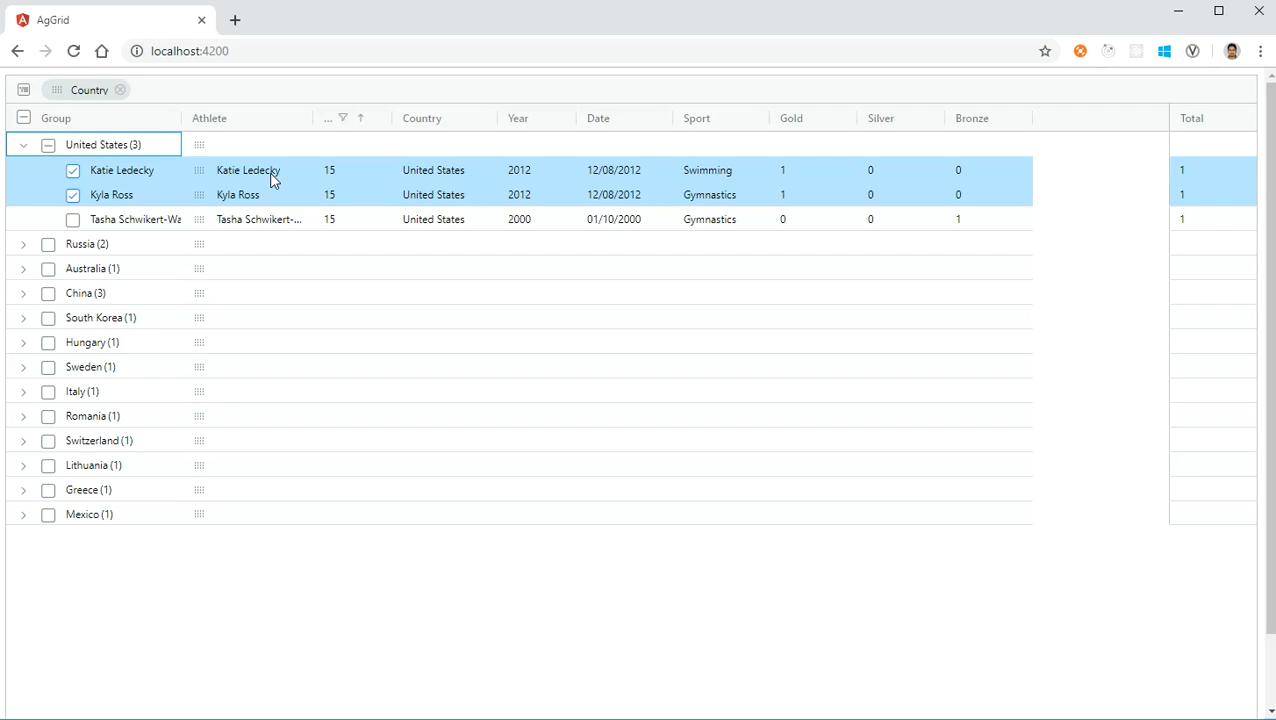 AgGrid
localhost:4200
Country
Group Athlete ... Country Year Date Sport Gold Silver Bronze Total
United States (3)
Katie Ledecky Katie Ledecky 15 United States 2012 12/08/2012 Swimming 1 0 0 1
Kyla Ross Kyla Ross 15 United States 2012 12/08/2012 Gymnastics 1 0 0 1
Tasha Schwikert-Wa Tasha Schwikert-... 15 United States 2000 01/10/2000 Gymnastics 0 0 1 1
Russia (2)
Australia (1)
China (3)
South Korea (1)
Hungary (1)
Sweden (1)
Italy (1)
Romania (1)
Switzerland (1)
Lithuania (1)
Greece (1)
Mexico (1)